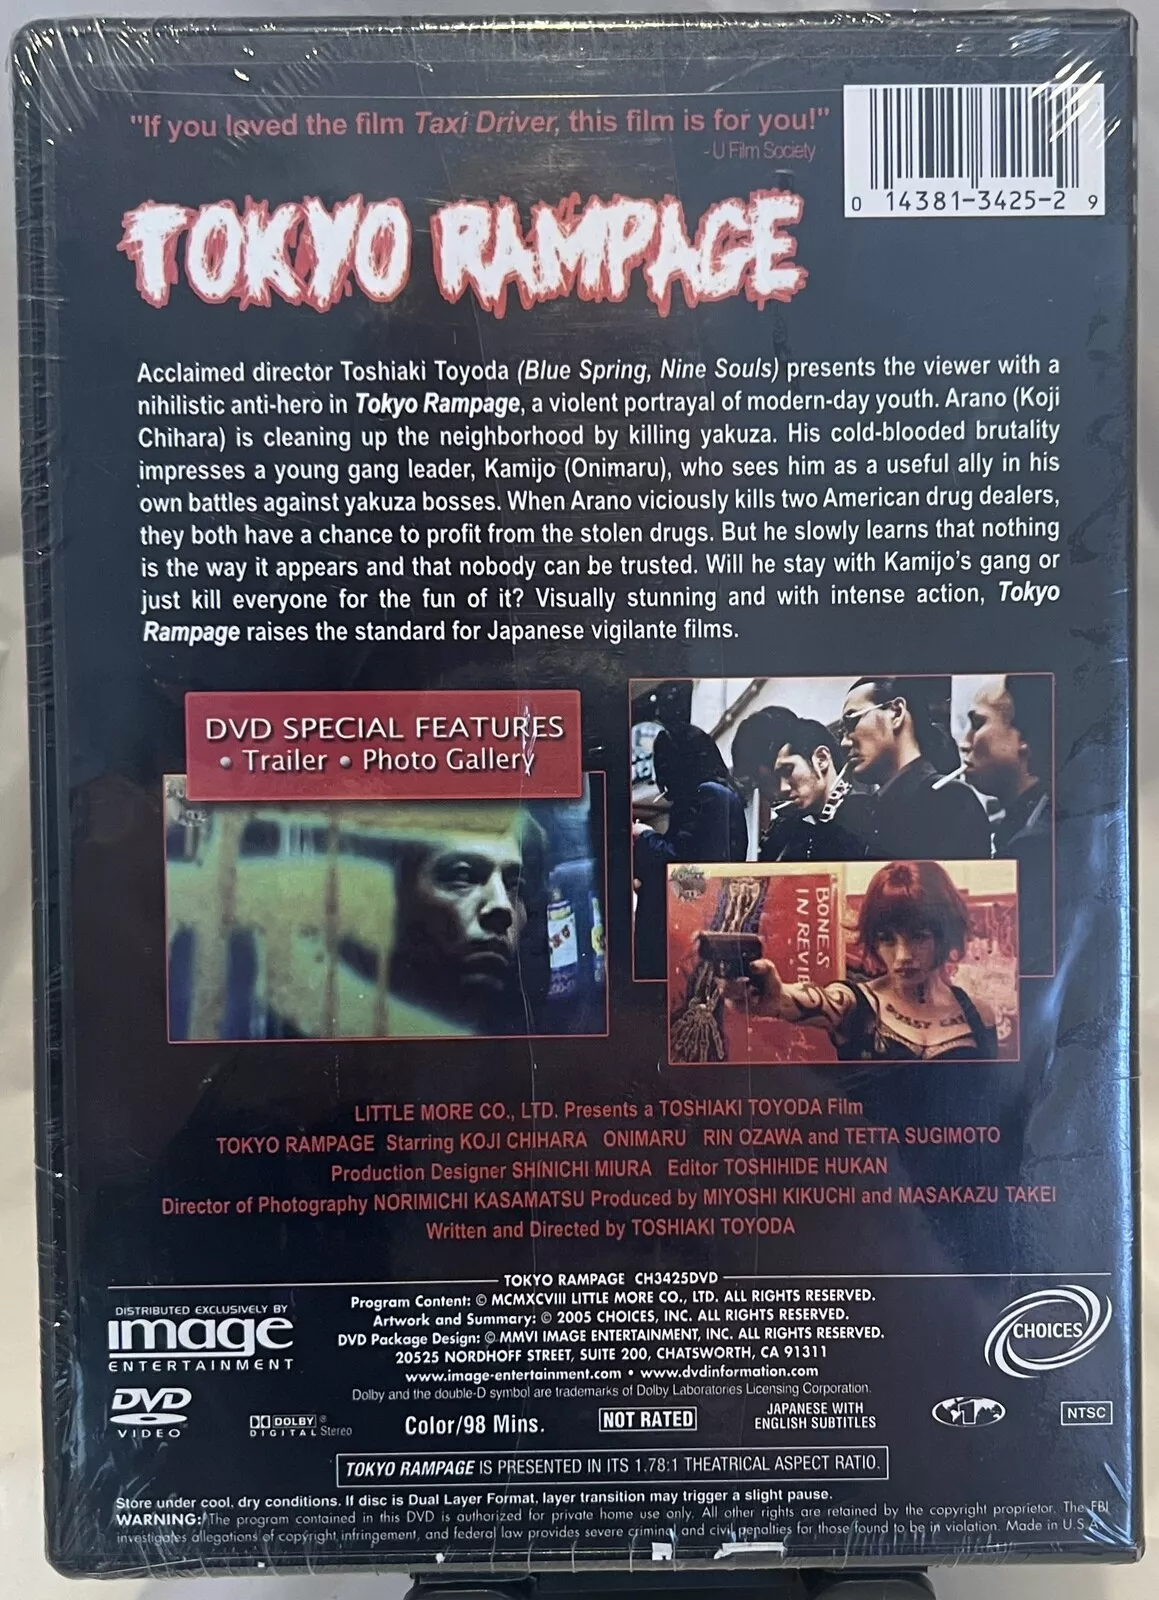 "If you loved the film Taxi Driver, this film is for you!"
- U Film Society
0 14381-3425-2 9
TOKYO RAMPAGE
Acclaimed director Toshiaki Toyoda (Blue Spring, Nine Souls) presents the viewer with a
nihilistic anti-hero in Tokyo Rampage, a violent portrayal of modern-day youth. Arano (Koji
Chihara) is cleaning up the neighborhood by killing yakuza. His cold-blooded brutality
impresses a young gang leader, Kamijo (Onimaru), who sees him as a useful ally in his
own battles against yakuza bosses. When Arano viciously kills two American drug dealers,
they both have a chance to profit from the stolen drugs. But he slowly learns that nothing
is the way it appears and that nobody can be trusted. Will he stay with Kamijo's gang or
just kill everyone for the fun of it? Visually stunning and with intense action, Tokyo
Rampage raises the standard for Japanese vigilante films.
DVD SPECIAL FEATURES
• Trailer • Photo Gallery
BONES
IN REVIE
PUSSY CAT
LITTLE MORE CO., LTD. Presents a TOSHIAKI TOYODA Film
TOKYO RAMPAGE Starring KOJI CHIHARA ONIMARU RIN OZAWA and TETTA SUGIMOTO
Production Designer SHINICHI MIURA Editor TOSHIHIDE HUKAN
Director of Photography NORIMICHI KASAMATSU Produced by MIYOSHI KIKUCHI and MASAKAZU TAKEI
Written and Directed by TOSHIAKI TOYODA
TOKYO RAMPAGE CH3425DVD
DISTRIBUTED EXCLUSIVELY BY
image
ENTERTAINMENT
Program Content: © MCMXCVIII LITTLE MORE CO., LTD. ALL RIGHTS RESERVED.
Artwork and Summary: © 2005 CHOICES, INC. ALL RIGHTS RESERVED.
DVD Package Design: © MMVI IMAGE ENTERTAINMENT, INC. ALL RIGHTS RESERVED.
20525 NORDHOFF STREET, SUITE 200, CHATSWORTH, CA 91311
www.image-entertainment.com • www.dvdinformation.com
Dolby and the double-D symbol are trademarks of Dolby Laboratories Licensing Corporation.
CHOICES
DVD
VIDEO
DOLBY
DIGITAL Stereo
Color/98 Mins.
NOT RATED
JAPANESE WITH
ENGLISH SUBTITLES
1
NTSC
TOKYO RAMPAGE IS PRESENTED IN ITS 1.78:1 THEATRICAL ASPECT RATIO.
Store under cool, dry conditions. If disc is Dual Layer Format, layer transition may trigger a slight pause.
WARNING: The program contained in this DVD is authorized for private home use only. All other rights are retained by the copyright proprietor. The FBI
investigates allegations of copyright infringement, and federal law provides severe criminal and civil penalties for those found to be in violation. Made in U.S.A.